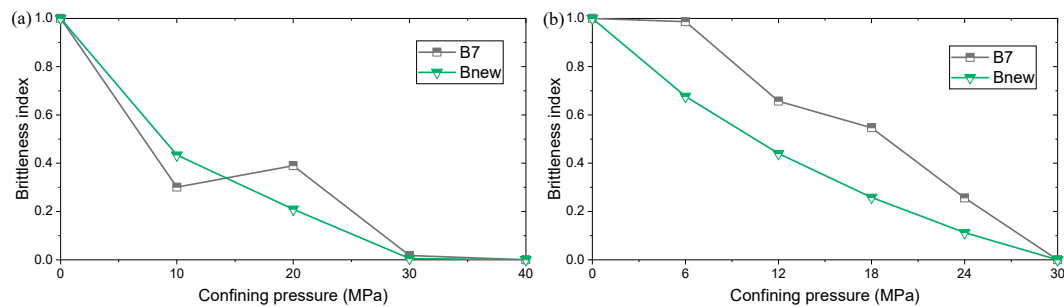 (a)
1.0
0.8
0.6
0.4
0.2
0.0
Brittleness index
B7
Bnew
0 10 20 30 40
Confining pressure (MPa)
(b)
1.0
0.8
0.6
0.4
0.2
0.0
Brittleness index
B7
Bnew
0 6 12 18 24 30
Confining pressure (MPa)